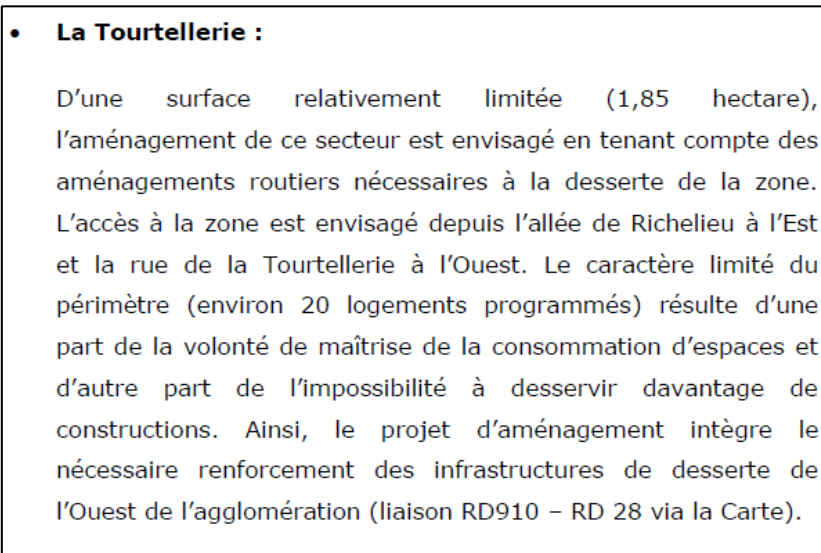 • La Tourtellerie :
D’une surface relativement limitée (1,85 hectare),
l’aménagement de ce secteur est envisagé en tenant compte des
aménagements routiers nécessaires à la desserte de la zone.
L’accès à la zone est envisagé depuis l’allée de Richelieu à l’Est
et la rue de la Tourtellerie à l’Ouest. Le caractère limité du
périmètre (environ 20 logements programmés) résulte d’une
part de la volonté de maîtrise de la consommation d’espaces et
d’autre part de l’impossibilité à desservir davantage de
constructions. Ainsi, le projet d’aménagement intègre le
nécessaire renforcement des infrastructures de desserte de
l’Ouest de l’agglomération (liaison RD910 – RD 28 via la Carte).